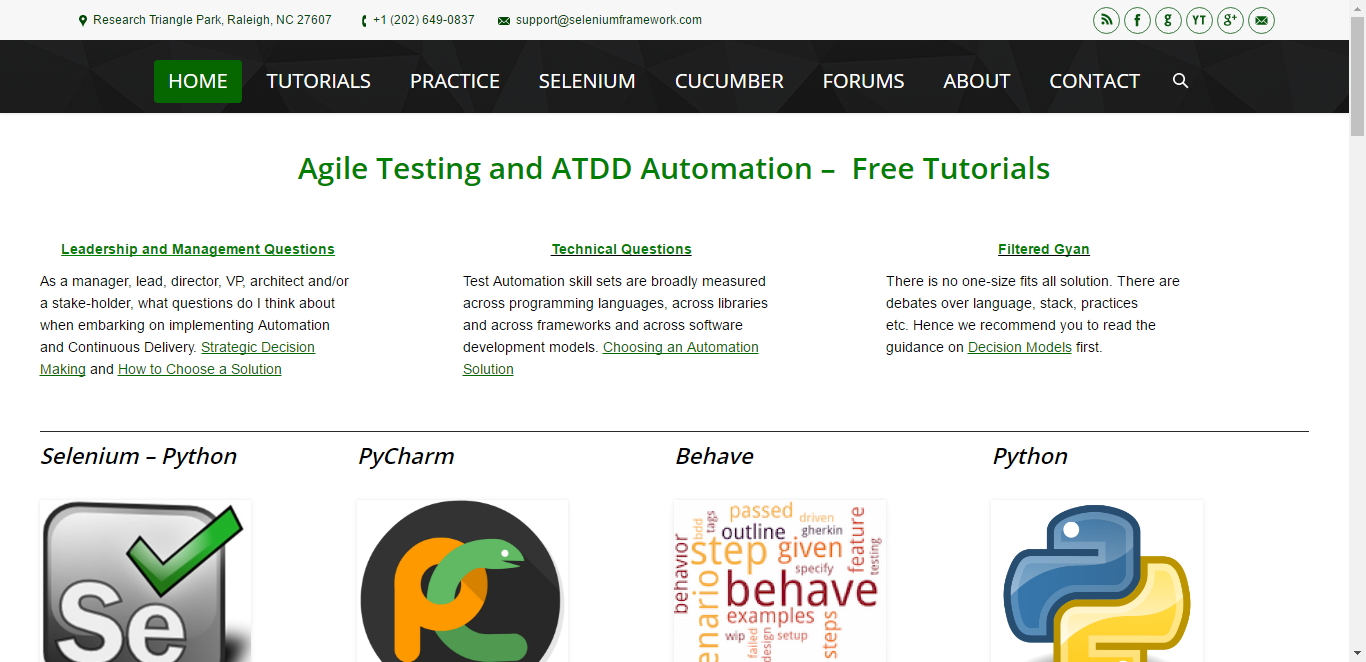 Research Triangle Park, Raleigh, NC 27607 +1 (202) 649-0837 support@seleniumframework.com f g YT g+
HOME TUTORIALS PRACTICE SELENIUM CUCUMBER FORUMS ABOUT CONTACT
Agile Testing and ATDD Automation – Free Tutorials
Leadership and Management Questions
As a manager, lead, director, VP, architect and/or
a stake-holder, what questions do I think about
when embarking on implementing Automation
and Continuous Delivery. Strategic Decision
Making and How to Choose a Solution
Technical Questions
Test Automation skill sets are broadly measured
across programming languages, across libraries
and across frameworks and across software
development models. Choosing an Automation
Solution
Filtered Gyan
There is no one-size fits all solution. There are
debates over language, stack, practices
etc. Hence we recommend you to read the
guidance on Decision Models first.
Selenium – Python
PyCharm
Behave
Python
Se
PC
passed
driven
tags
bdd
outline
gherkin
feature
behavior
step
given
testing
specify
behave
enario
examples
wip
failed
design
setup
steps